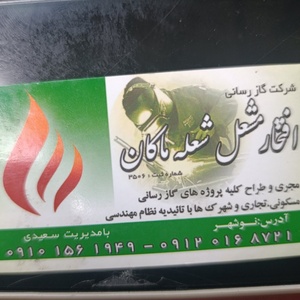 شرکت گاز رسانی
افتخار مشعل شعله ماکان
شماره ثبت: ۳۵۰۶
مجری و طراح کلیه پروژه های گاز رسانی
مسکونی، تجاری و شهرک ها با تائیدیه نظام مهندسی
آدرس: نوشهر
بامدیریت سعیدی
۰۹۱۰ ۱۵۶ ۱۹۴۹ - ۰۹۱۲ ۰۱۶ ۸۷۲۱